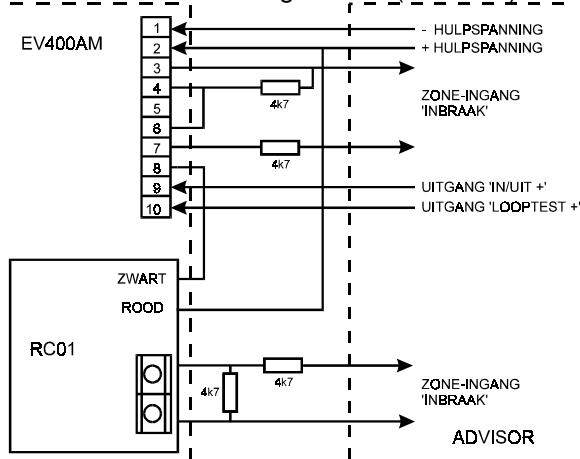 EV400AM
1
2
3
4
5
6
7
8
9
10
- HULPSPANNING
+ HULPSPANNING
4k7
ZONE-INGANG
'INBRAAK'
4k7
UITGANG 'IN/UIT +'
UITGANG 'LOOPTEST +'
ZWART
ROOD
RC01
4k7
4k7
ZONE-INGANG
'INBRAAK'
ADVISOR